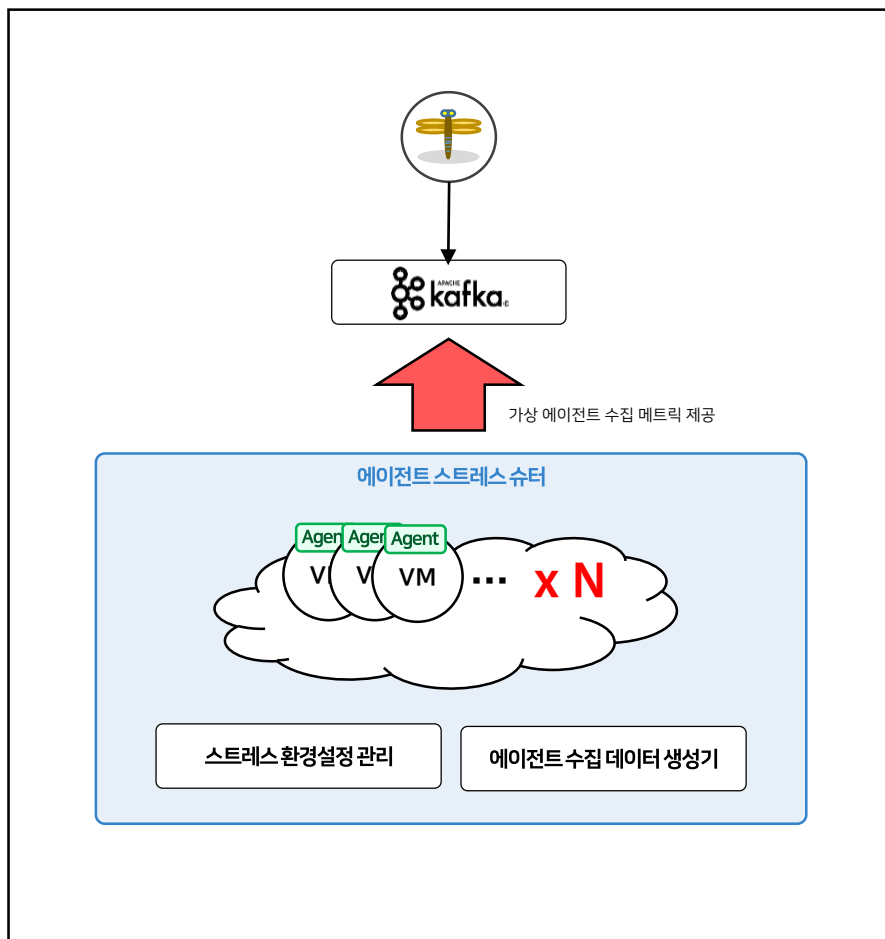 APACHE
kafka
가상 에이전트 수집 메트릭 제공
에이전트 스트레스 슈터
Agen
Age
Agent
V
V
VM
... x N
스트레스 환경설정 관리
에이전트 수집 데이터 생성기